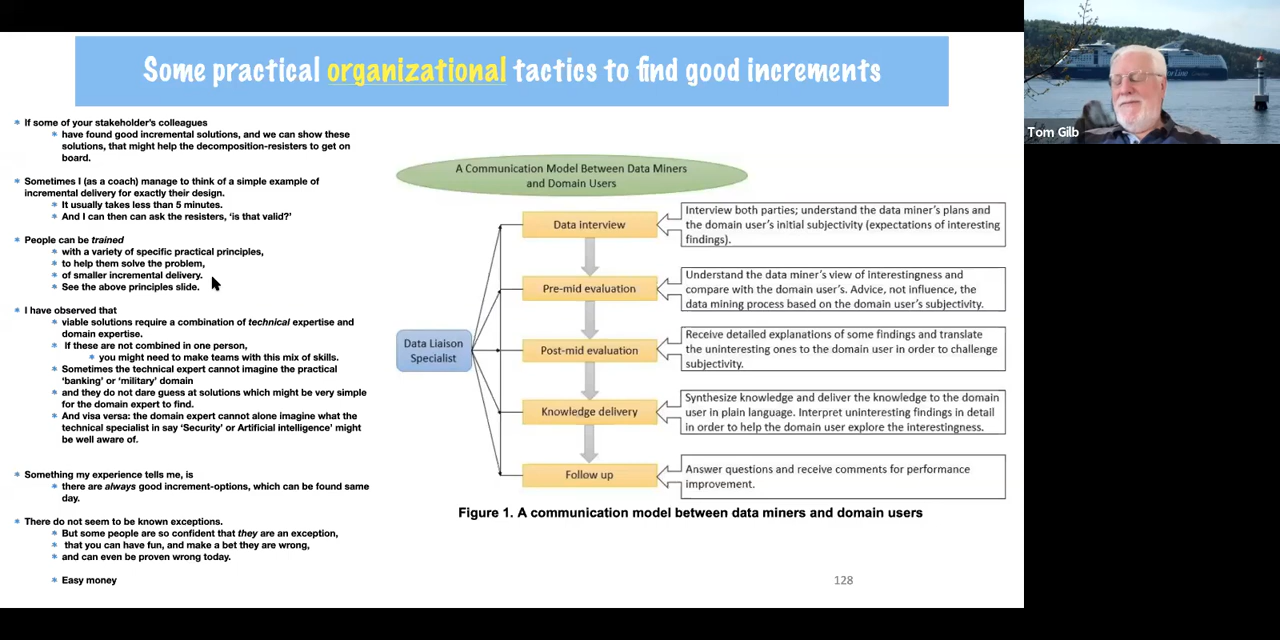 Some practical organizational tactics to find good increments
If some of your stakeholder's colleagues
have found good incremental solutions, and we can show these
solutions, that might help the decomposition-resisters to get on
board.
Sometimes I (as a coach) manage to think of a simple example of
incremental delivery for exactly their design.
It usually takes less than 5 minutes.
And I can then can ask the resisters, 'is that valid?'
People can be trained
with a variety of specific practical principles,
to help them solve the problem,
of smaller incremental delivery.
See the above principles slide.
I have observed that
viable solutions require a combination of technical expertise and
domain expertise.
If these are not combined in one person,
you might need to make teams with this mix of skills.
Sometimes the technical expert cannot imagine the practical
'banking' or 'military' domain
and they do not dare guess at solutions which might be very simple
for the domain expert to find.
And visa versa: the domain expert cannot alone imagine what the
technical specialist in say 'Security' or Artificial intelligence' might
be well aware of.
Something my experience tells me, is
there are always good increment-options, which can be found same
day.
There do not seem to be known exceptions.
But some people are so confident that they are an exception,
that you can have fun, and make a bet they are wrong,
and can even be proven wrong today.
Easy money
A Communication Model Between Data Miners
and Domain Users
Data Liaison
Specialist
Data interview
Interview both parties; understand the data miner's plans and
the domain user's initial subjectivity (expectations of interesting
findings).
Pre-mid evaluation
Understand the data miner's view of interestingness and
compare with the domain user's. Advice, not influence, the
data mining process based on the domain user's subjectivity.
Post-mid evaluation
Receive detailed explanations of some findings and translate
the uninteresting ones to the domain user in order to challenge
subjectivity.
Knowledge delivery
Synthesize knowledge and deliver the knowledge to the domain
user in plain language. Interpret uninteresting findings in detail
in order to help the domain user explore the interestingness.
Follow up
Answer questions and receive comments for performance
improvement.
Figure 1. A communication model between data miners and domain users
128
Tom Gilb